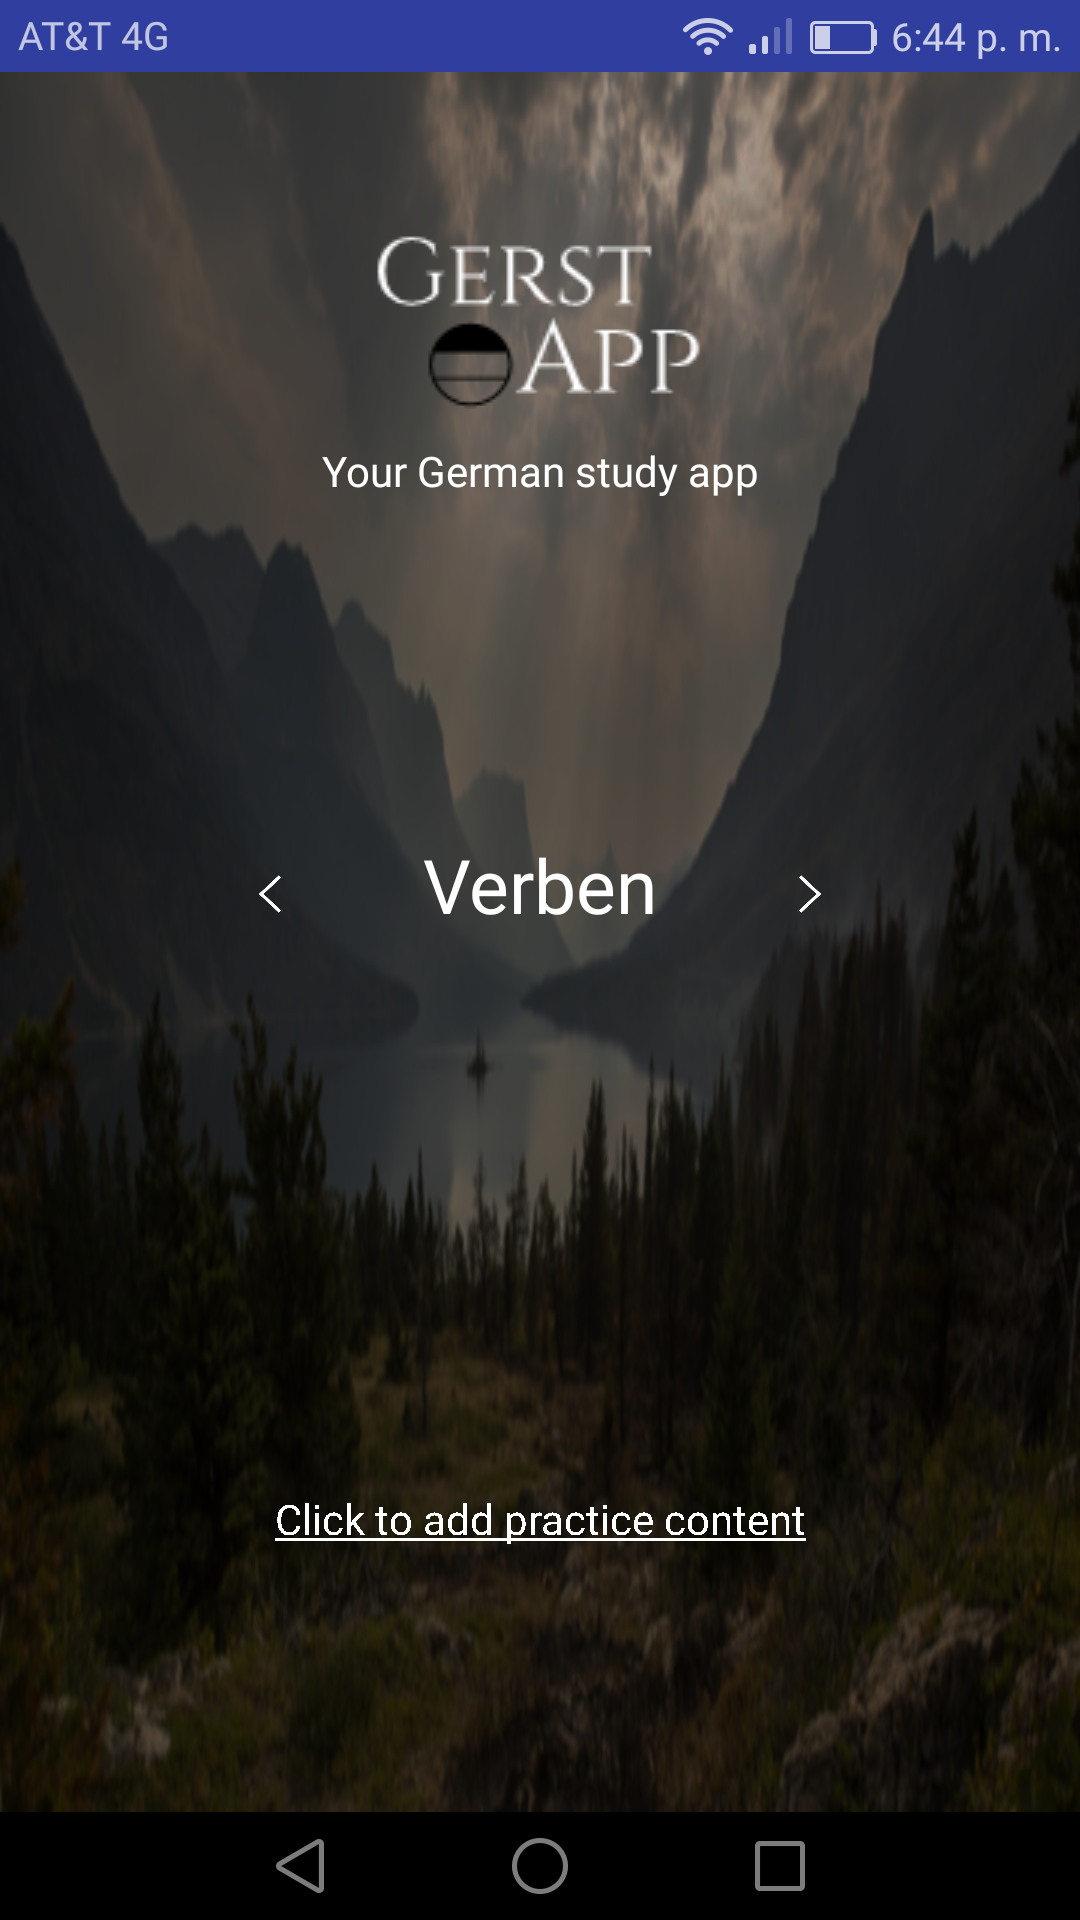 AT&T 4G 6:44 p. m.
GERST
APP
Your German study app
< Verben >
Click to add practice content